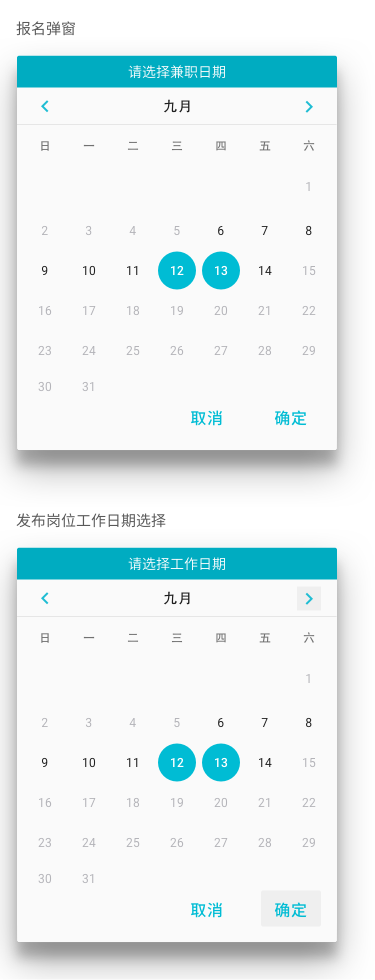 报名弹窗
请选择兼职日期
九月
日 一 二 三 四 五 六
1
2 3 4 5 6 7 8
9 10 11 12 13 14 15
16 17 18 19 20 21 22
23 24 25 26 27 28 29
30 31
取消 确定
发布岗位工作日期选择
请选择工作日期
九月
日 一 二 三 四 五 六
1
2 3 4 5 6 7 8
9 10 11 12 13 14 15
16 17 18 19 20 21 22
23 24 25 26 27 28 29
30 31
取消 确定